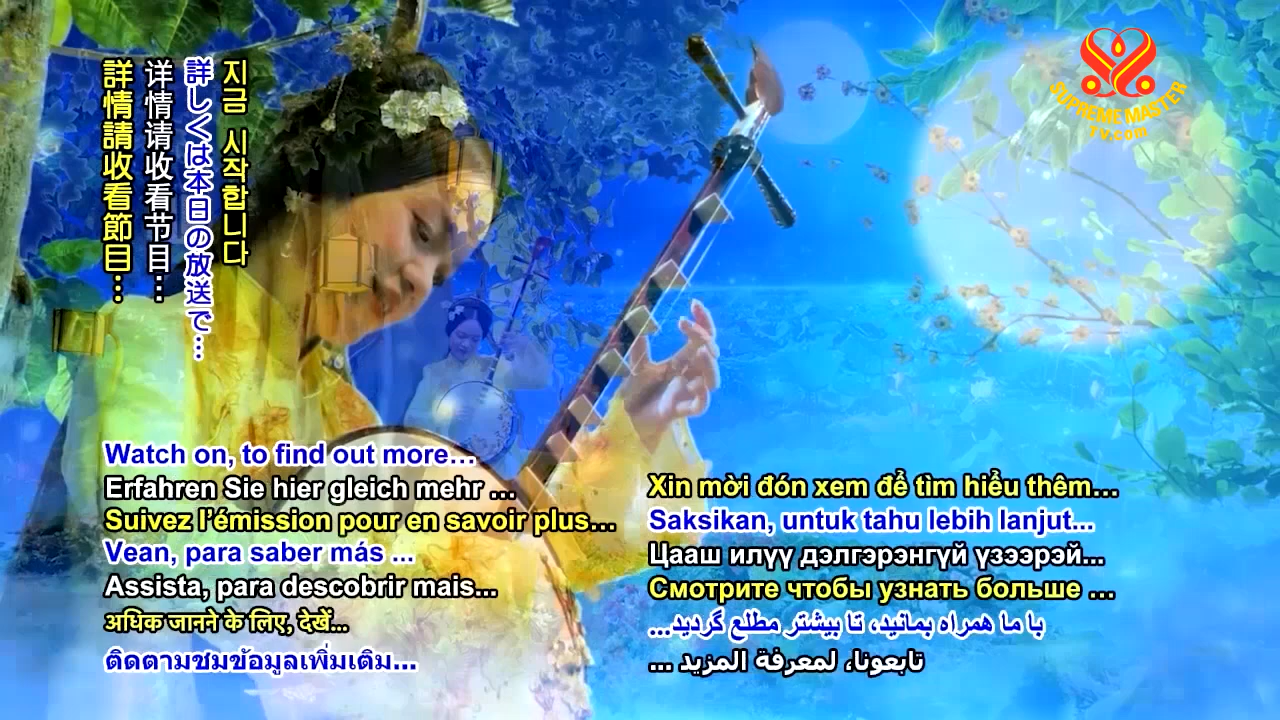 SUPREME MASTER
TV.com
지금 시작합니다
詳しくは本日の放送で…
详情请收看节目…
詳情請收看節目…
Watch on, to find out more…
Erfahren Sie hier gleich mehr …
Suivez l’émission pour en savoir plus…
Vean, para saber más ...
Assista, para descobrir mais...
अधिक जानने के लिए, देखें...
ติดตามชมข้อมูลเพิ่มเติม...
Xin mời đón xem để tìm hiểu thêm…
Saksikan, untuk tahu lebih lanjut...
Цааш илүү дэлгэрэнгүй үзээрэй...
Смотрите чтобы узнать больше …
با ما همراه بمانید، تا بیشتر مطلع گردید...
تابعونا، لمعرفة المزيد ...